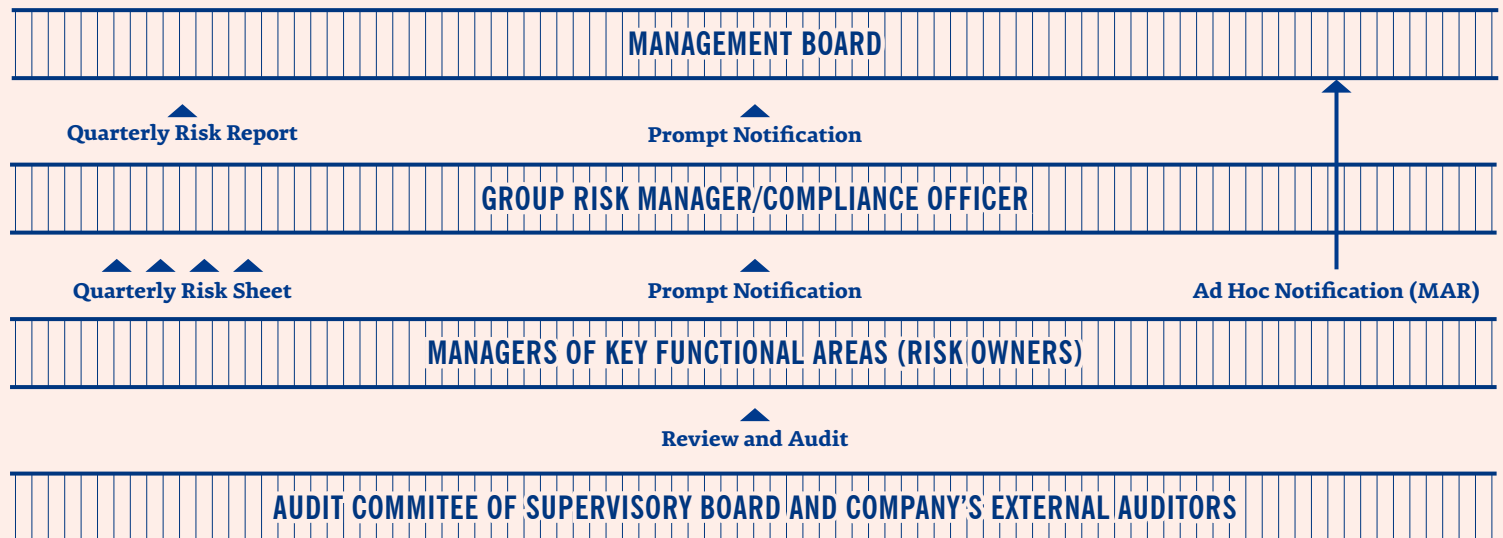 MANAGEMENT BOARD
Quarterly Risk Report
Prompt Notification
GROUP RISK MANAGER/COMPLIANCE OFFICER
Quarterly Risk Sheet
Prompt Notification
Ad Hoc Notification (MAR)
MANAGERS OF KEY FUNCTIONAL AREAS (RISK OWNERS)
Review and Audit
AUDIT COMMITEE OF SUPERVISORY BOARD AND COMPANY’S EXTERNAL AUDITORS